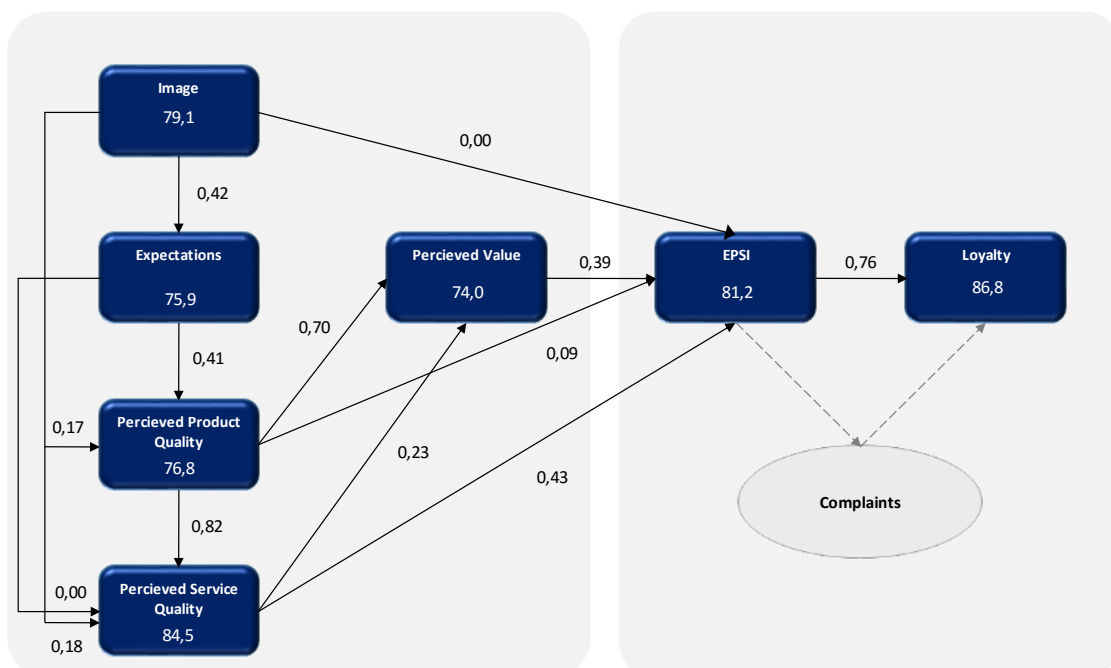 Image
79,1
0,00
0,42
Expectations
75,9
Percieved Value
74,0
0,39
EPSI
81,2
0,76
Loyalty
86,8
0,70
0,41
0,09
Percieved Product
Quality
76,8
0,17
0,23
0,43
Complaints
0,82
Percieved Service
Quality
84,5
0,00
0,18